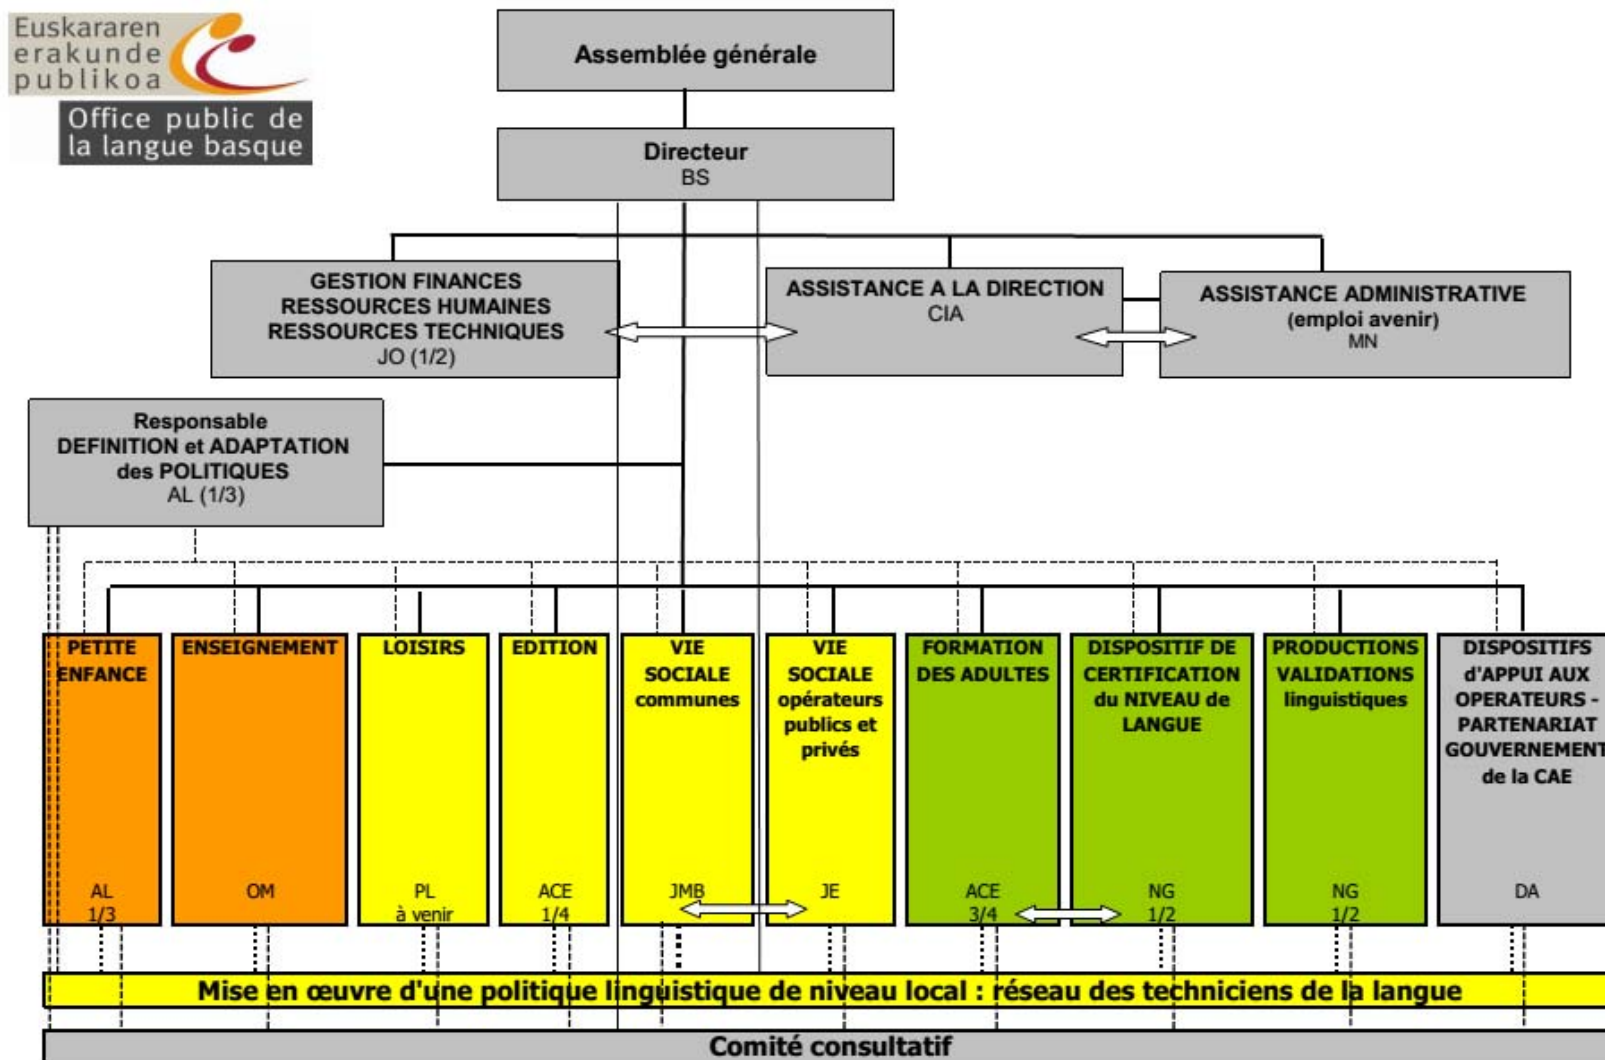 Euskararen
erakunde
publikoa
Office public de
la langue basque
Assemblée générale
Directeur
BS
GESTION FINANCES
RESSOURCES HUMAINES
RESSOURCES TECHNIQUES
JO (1/2)
ASSISTANCE A LA DIRECTION
CIA
ASSISTANCE ADMINISTRATIVE
(emploi avenir)
MN
Responsable
DEFINITION et ADAPTATION
des POLITIQUES
AL (1/3)
PETITE
ENFANCE
AL
1/3
ENSEIGNEMENT
OM
LOISIRS
PL
à venir
EDITION
ACE
1/4
VIE
SOCIALE
communes
JMB
VIE
SOCIALE
opérateurs
publics et
privés
JE
FORMATION
DES ADULTES
ACE
3/4
DISPOSITIF DE
CERTIFICATION
du NIVEAU de
LANGUE
NG
1/2
PRODUCTIONS
VALIDATIONS
linguistiques
NG
1/2
DISPOSITIFS
d'APPUI AUX
OPERATEURS -
PARTENARIAT
GOUVERNEMENT
de la CAE
DA
Mise en œuvre d'une politique linguistique de niveau local : réseau des techniciens de la langue
Comité consultatif